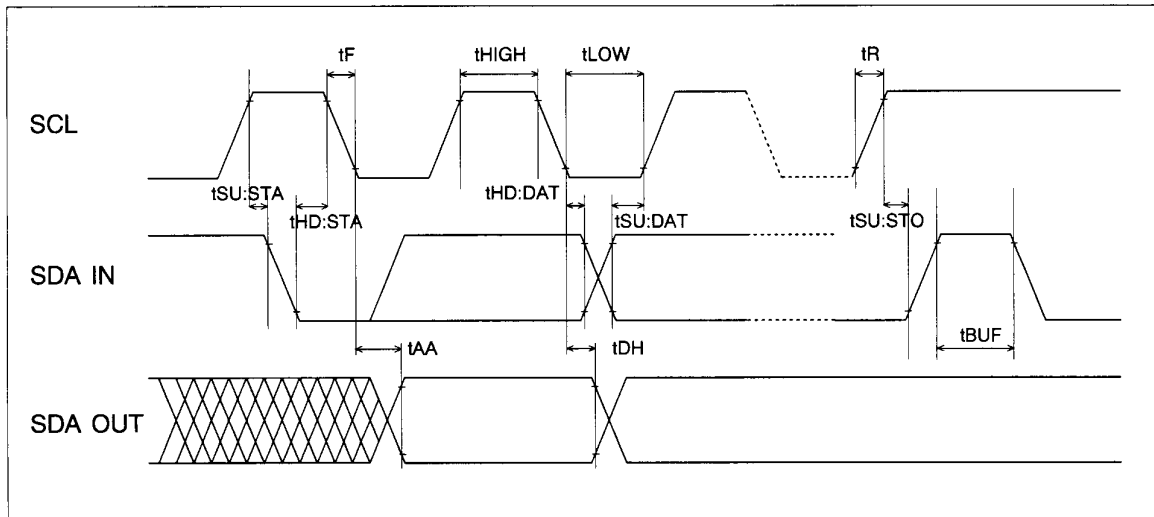 tF
tHIGH
tLOW
tR
SCL
tSU:STA
tHD:STA
tHD:DAT
tSU:DAT
tSU:STO
SDA IN
tBUF
tAA
tDH
SDA OUT